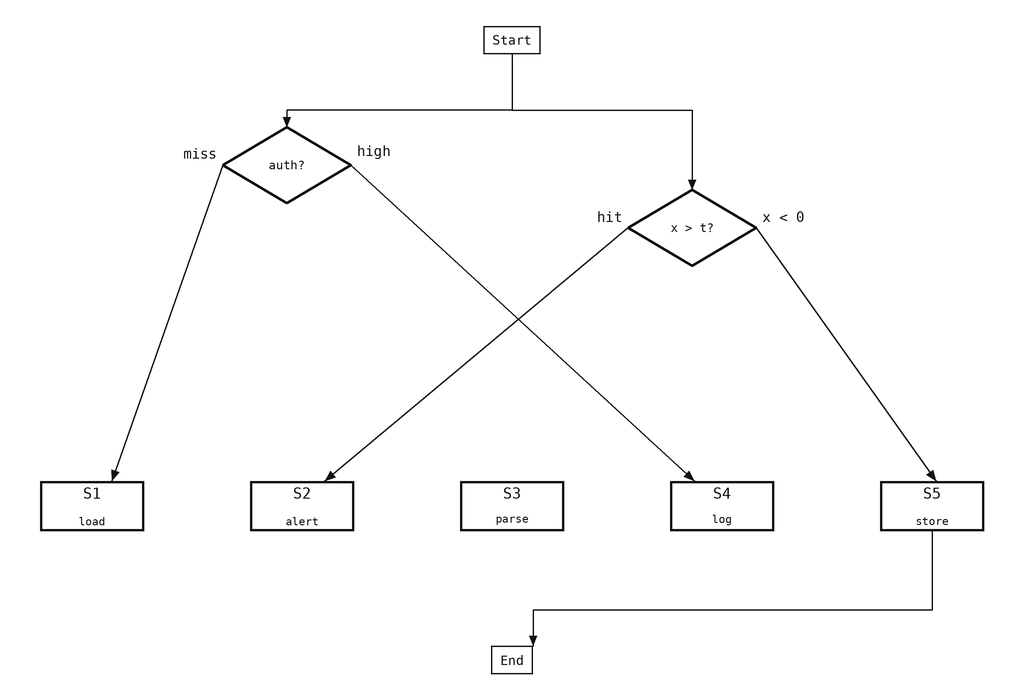 Start
miss
auth?
high
hit
x > t?
x < 0
S1
load
S2
alert
S3
parse
S4
log
S5
store
End